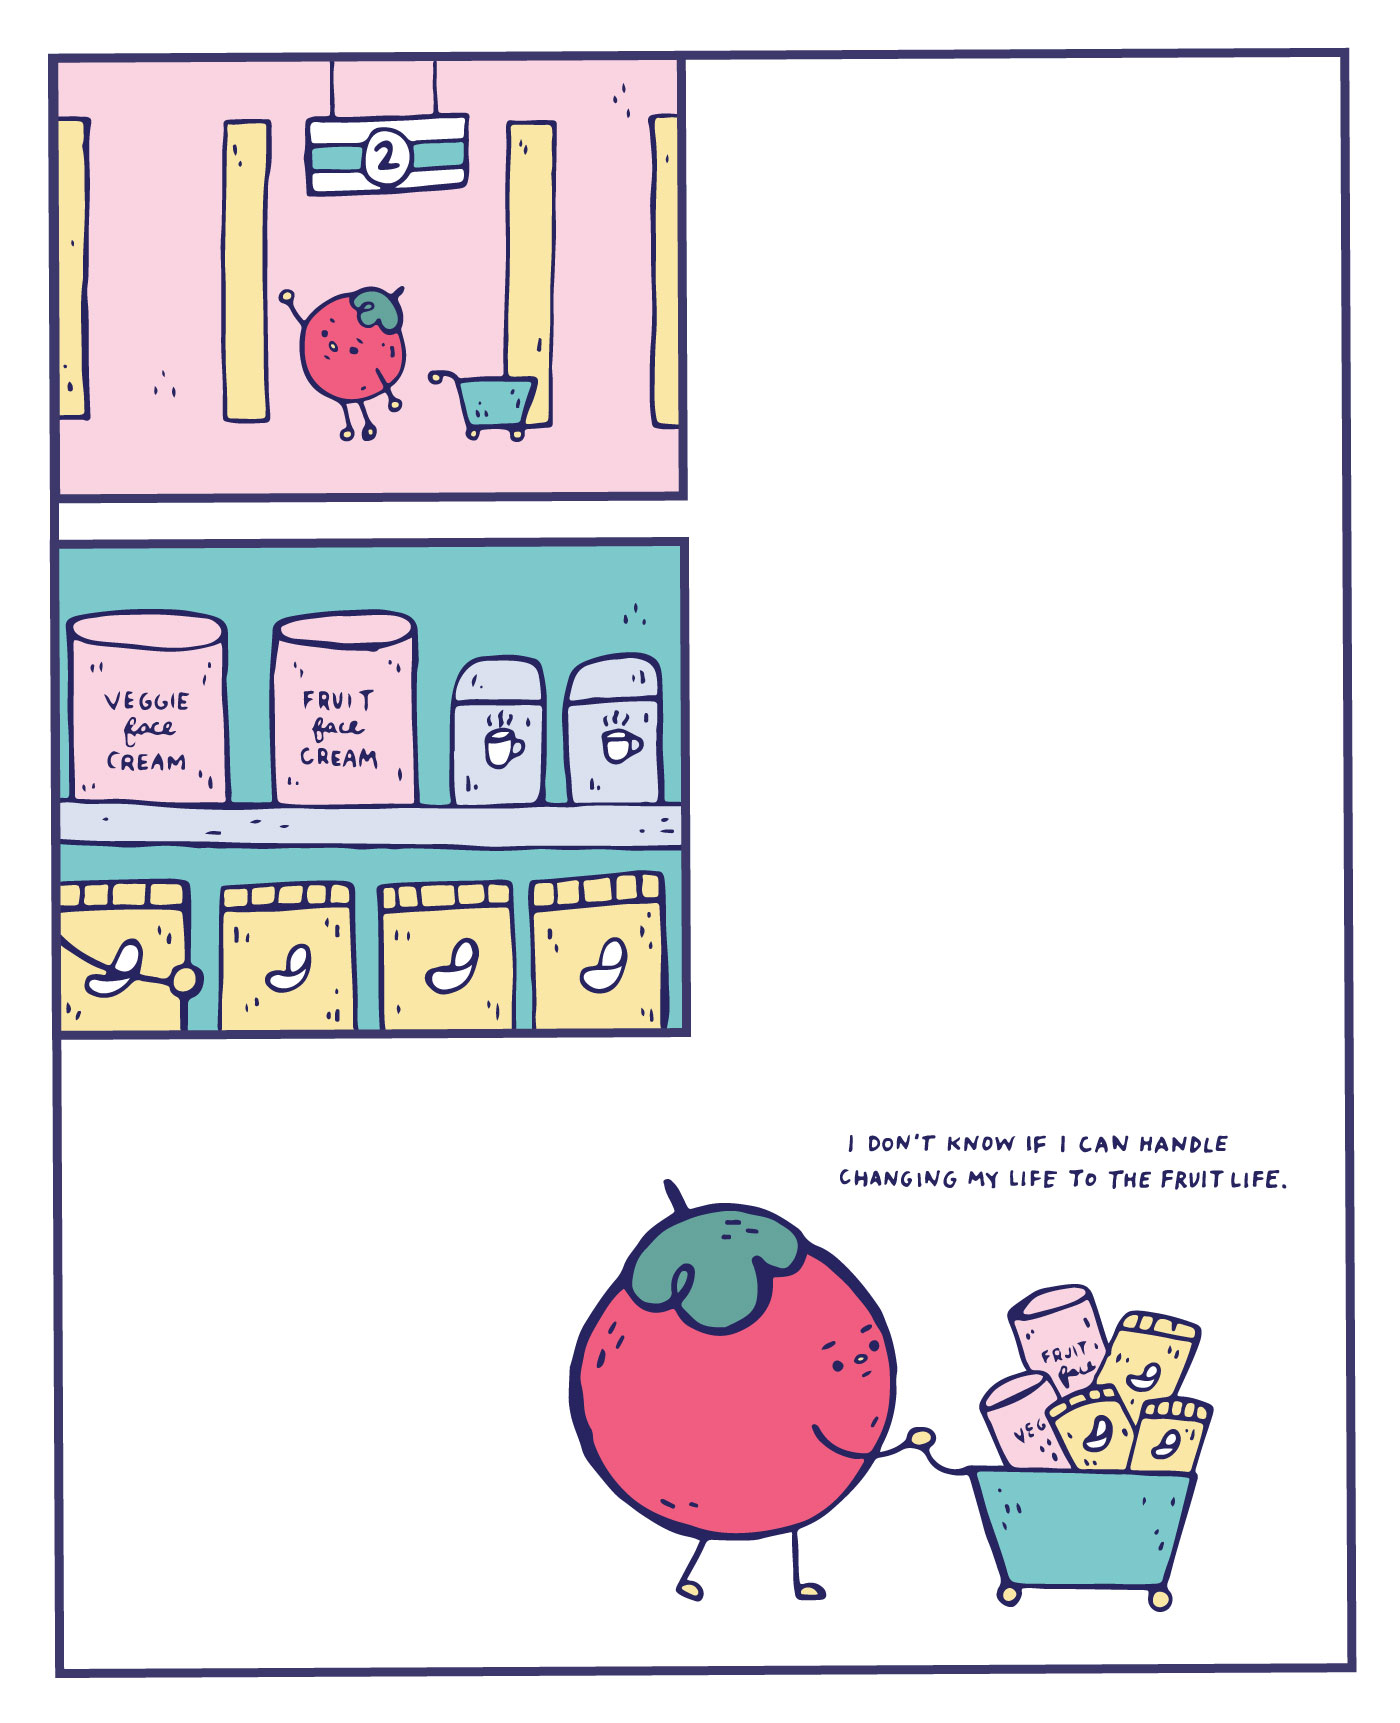 2
VEGGIE
face
CREAM
FRUIT
face
CREAM
I DON'T KNOW IF I CAN HANDLE
CHANGING MY LIFE TO THE FRUIT LIFE.
FRUIT
face
VEG